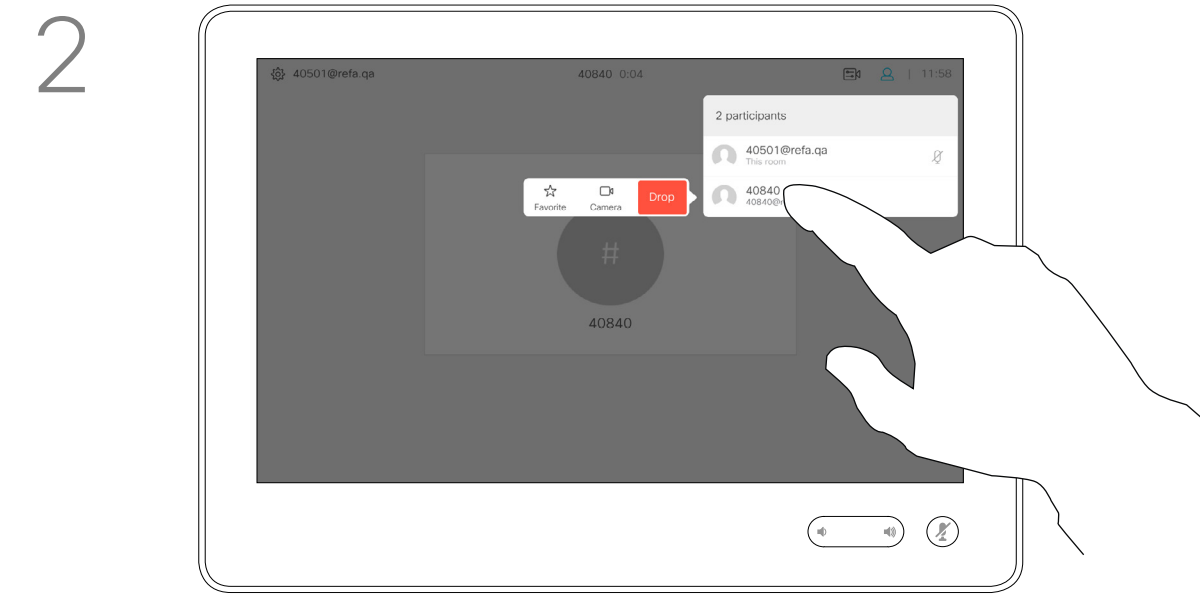 2
40501@refa.qa
40840 0:04
| 11:58
2 participants
40501@refa.qa
This room
40840
Favorite
Camera
Drop
#
40840